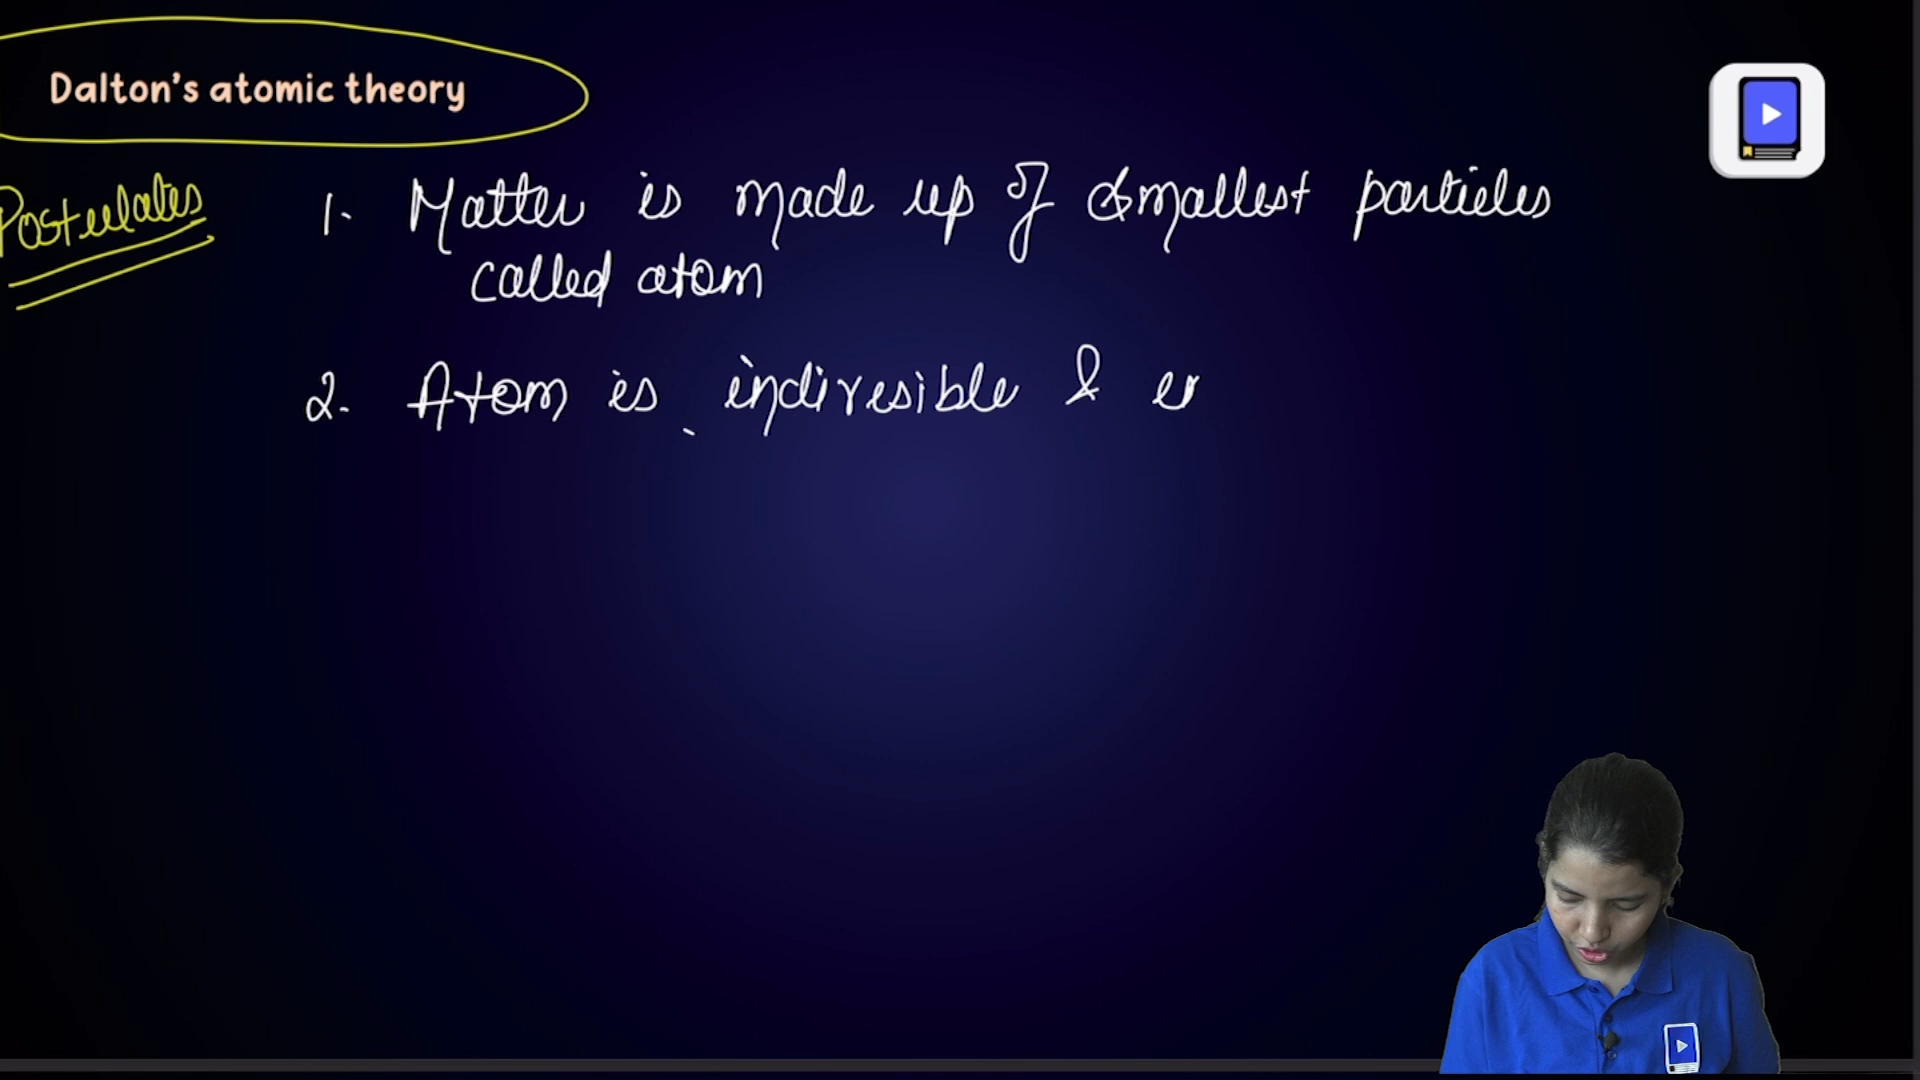 Dalton's atomic theory
Postulates
1. Matter is made up of smallest particles
called atom
2. Atom is indivisible &